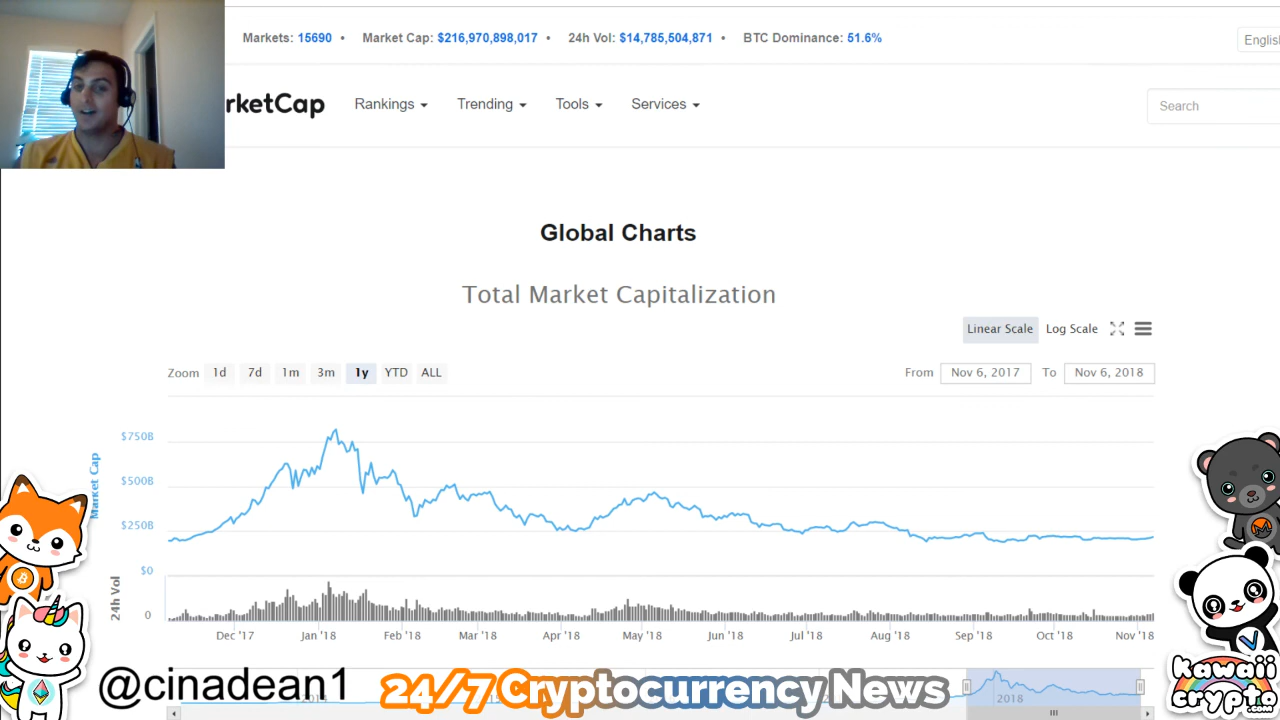 Markets: 15690 • Market Cap: $216,970,898,017 • 24h Vol: $14,785,504,871 • BTC Dominance: 51.6%
English
rketCap Rankings Trending Tools Services
Search
Global Charts
Total Market Capitalization
Linear Scale Log Scale
Zoom 1d 7d 1m 3m 1y YTD ALL
From Nov 6, 2017 To Nov 6, 2018
Market Cap
$750B
$500B
$250B
$0
24h Vol
0
Dec '17 Jan '18 Feb '18 Mar '18 Apr '18 May '18 Jun '18 Jul '18 Aug '18 Sep '18 Oct '18 Nov '18
2018
@cinadean1
24/7 Cryptocurrency News
kawaii
crypto
.com